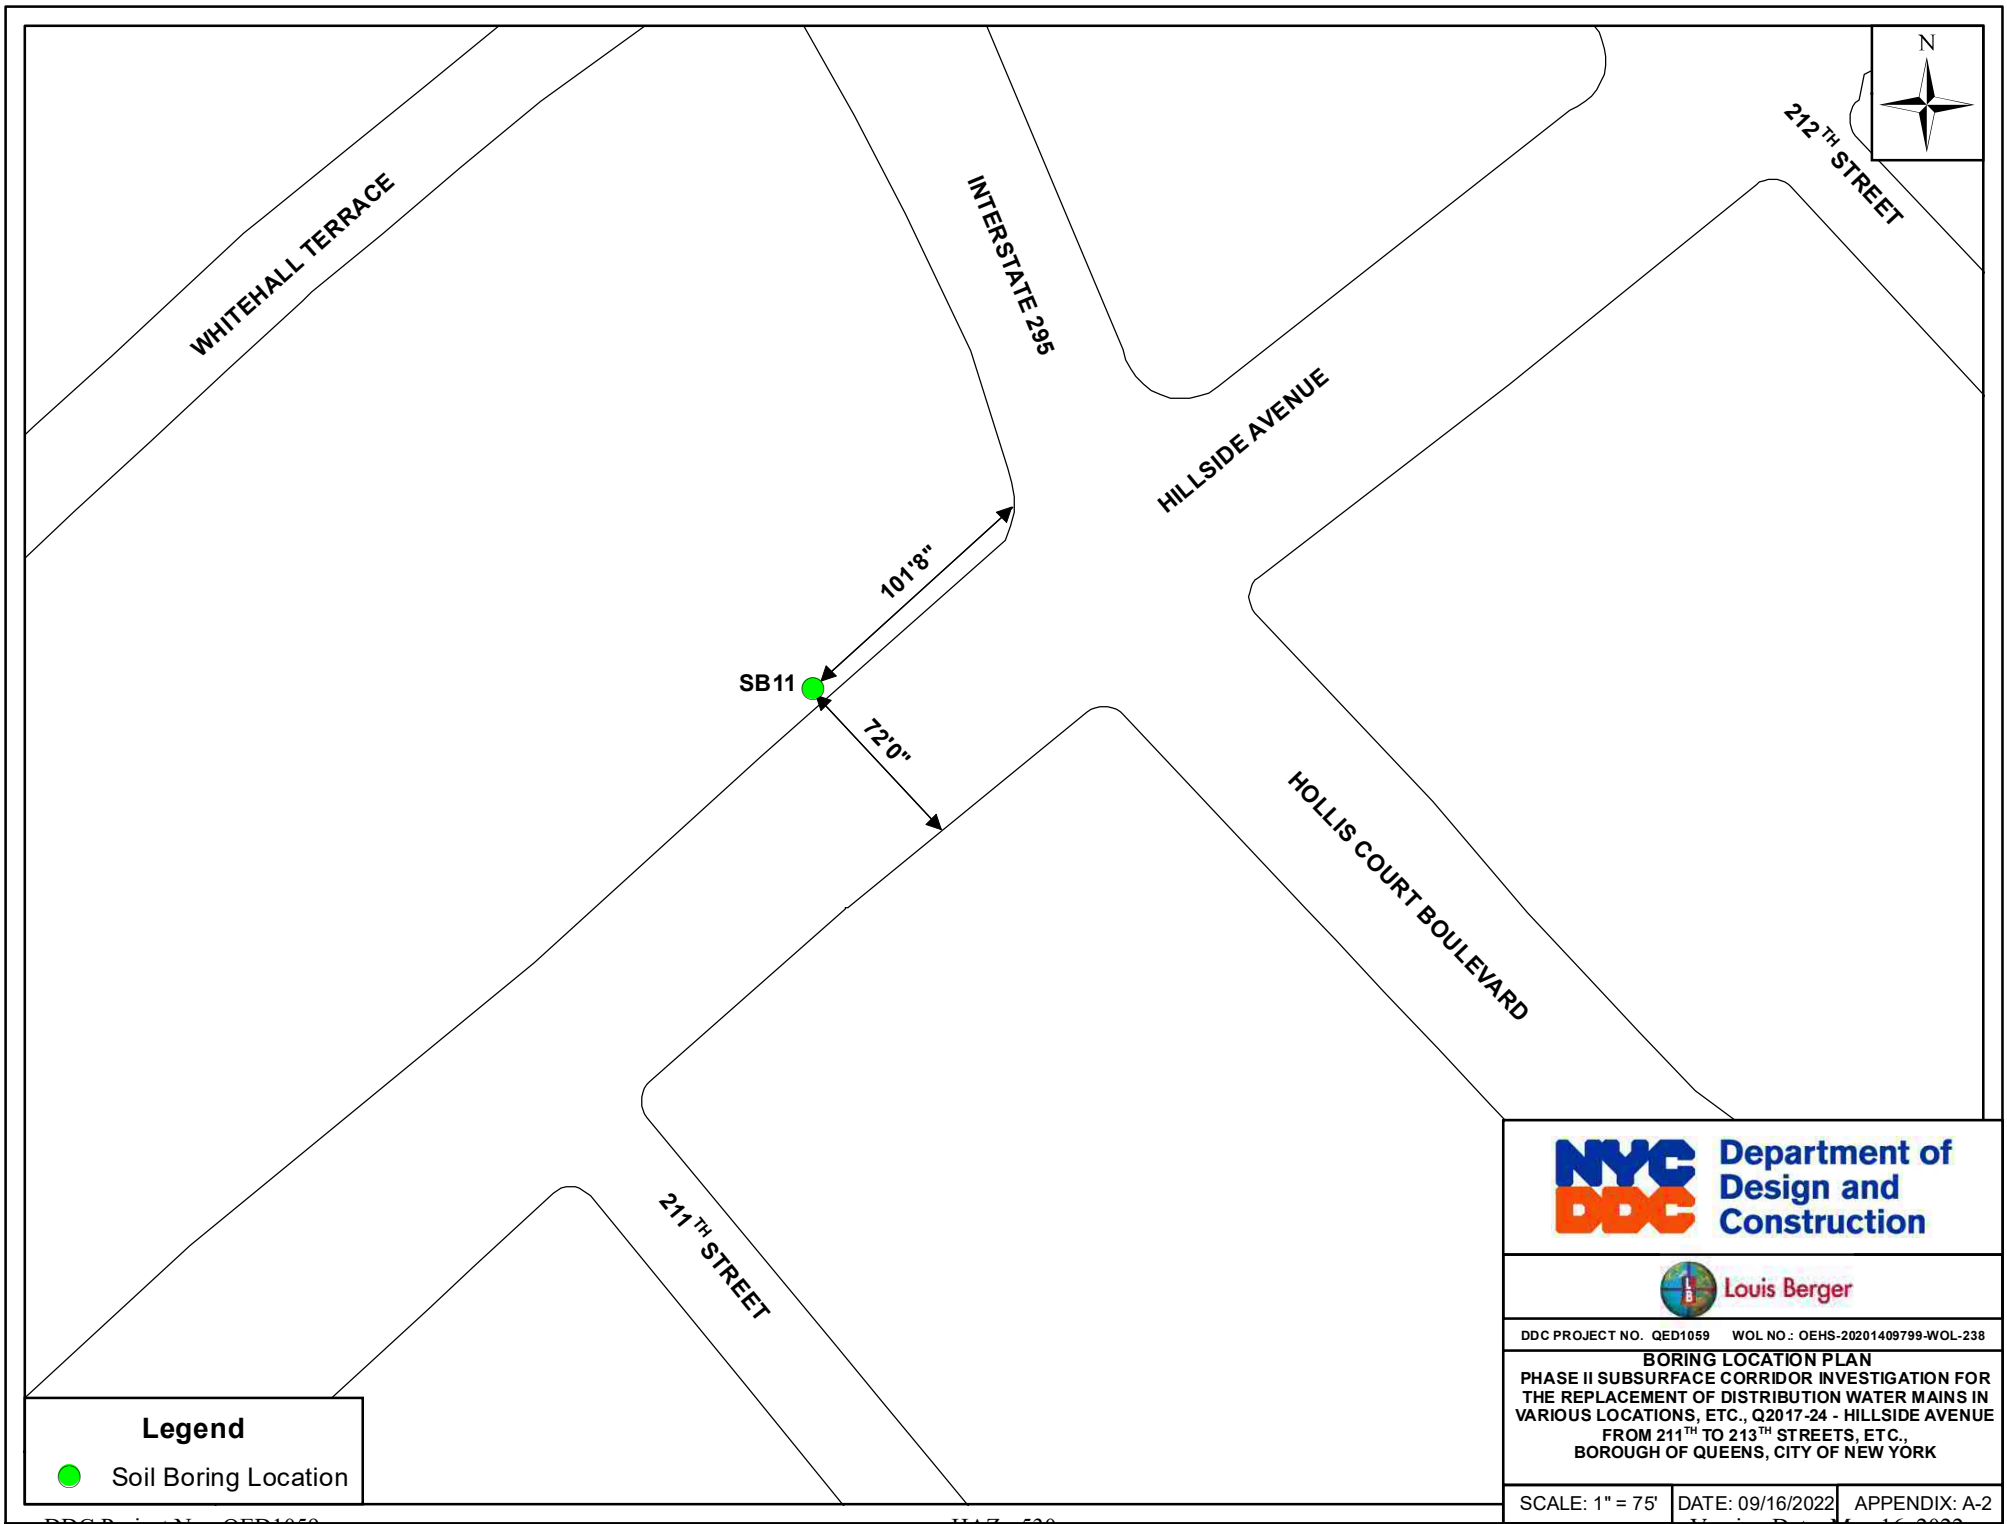 N
212TH STREET
WHITEHALL TERRACE
INTERSTATE 295
HILLSIDE AVENUE
101'8"
SB11
72'0"
HOLLIS COURT BOULEVARD
211TH STREET
NYC
DDC
Department of
Design and
Construction
LB
Louis Berger
DDC PROJECT NO. QED1059 WOL NO.: OEHS-20201409799-WOL-238
BORING LOCATION PLAN
PHASE II SUBSURFACE CORRIDOR INVESTIGATION FOR
THE REPLACEMENT OF DISTRIBUTION WATER MAINS IN
VARIOUS LOCATIONS, ETC., Q2017-24 - HILLSIDE AVENUE
FROM 211TH TO 213TH STREETS, ETC.,
BOROUGH OF QUEENS, CITY OF NEW YORK
Legend
Soil Boring Location
SCALE: 1" = 75' DATE: 09/16/2022 APPENDIX: A-2